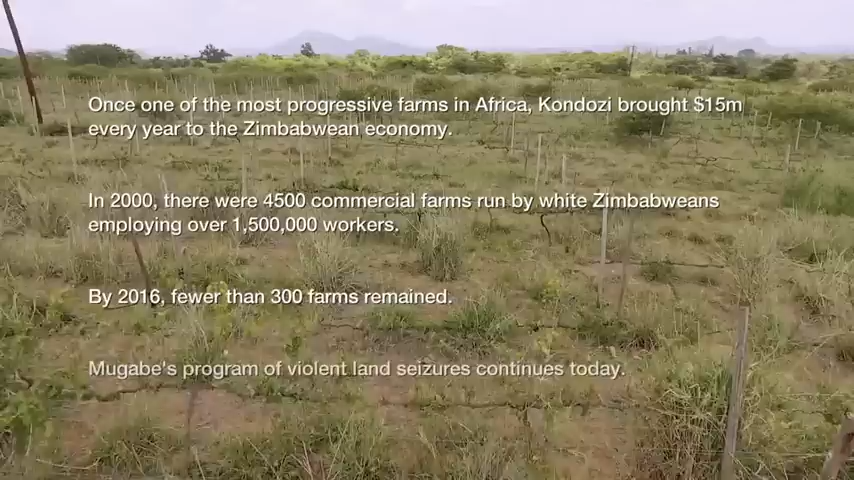 Once one of the most progressive farms in Africa, Kondozi brought $15m
every year to the Zimbabwean economy.
In 2000, there were 4500 commercial farms run by white Zimbabweans
employing over 1,500,000 workers.
By 2016, fewer than 300 farms remained.
Mugabe's program of violent land seizures continues today.